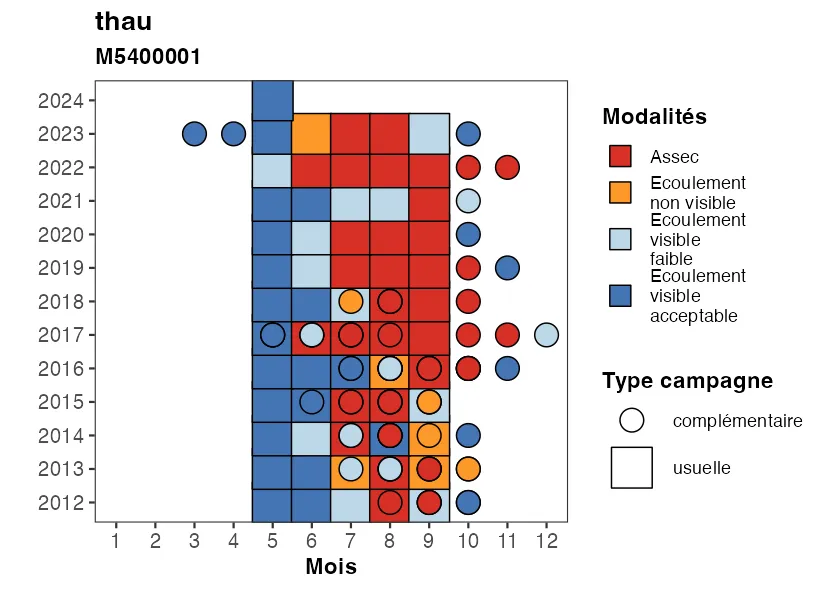 thau
M5400001
2024
2023
2022
2021
2020
2019
2018
2017
2016
2015
2014
2013
2012
1 2 3 4 5 6 7 8 9 10 11 12
Mois
Modalités
Assec
Ecoulement
non visible
Ecoulement
visible
faible
Ecoulement
visible
acceptable
Type campagne
complémentaire
usuelle